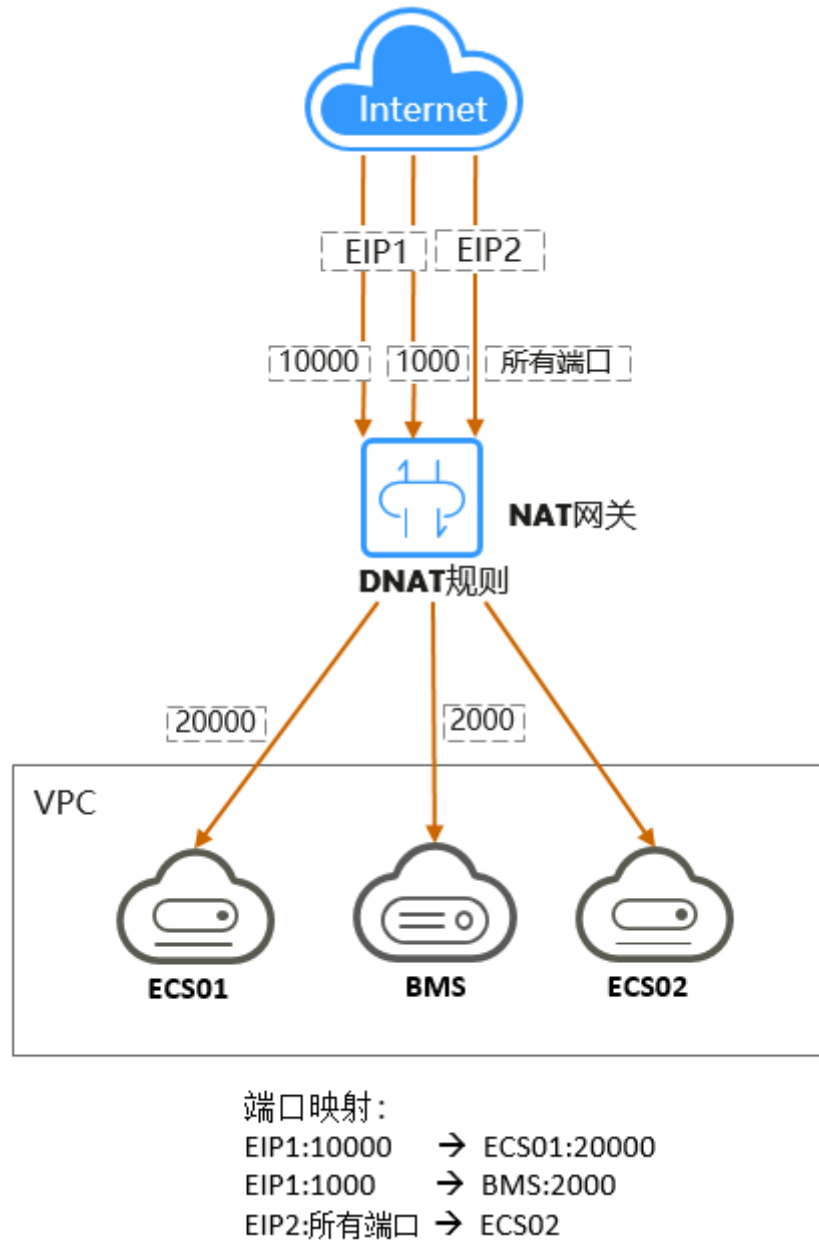 Internet
EIP1
EIP2
10000
1000
所有端口
NAT网关
DNAT规则
20000
2000
VPC
ECS01
BMS
ECS02
端口映射：
EIP1:10000 → ECS01:20000
EIP1:1000 → BMS:2000
EIP2:所有端口 → ECS02